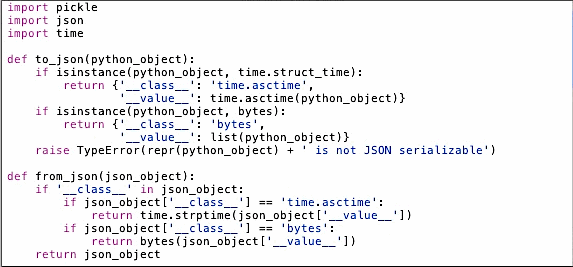 import pickle
import json
import time

def to_json(python_object):
    if isinstance(python_object, time.struct_time):
        return {'__class__': 'time.asctime',
                '__value__': time.asctime(python_object)}
    if isinstance(python_object, bytes):
        return {'__class__': 'bytes',
                '__value__': list(python_object)}
    raise TypeError(repr(python_object) + ' is not JSON serializable')

def from_json(json_object):
    if '__class__' in json_object:
        if json_object['__class__'] == 'time.asctime':
            return time.strptime(json_object['__value__'])
        if json_object['__class__'] == 'bytes':
            return bytes(json_object['__value__'])
    return json_object